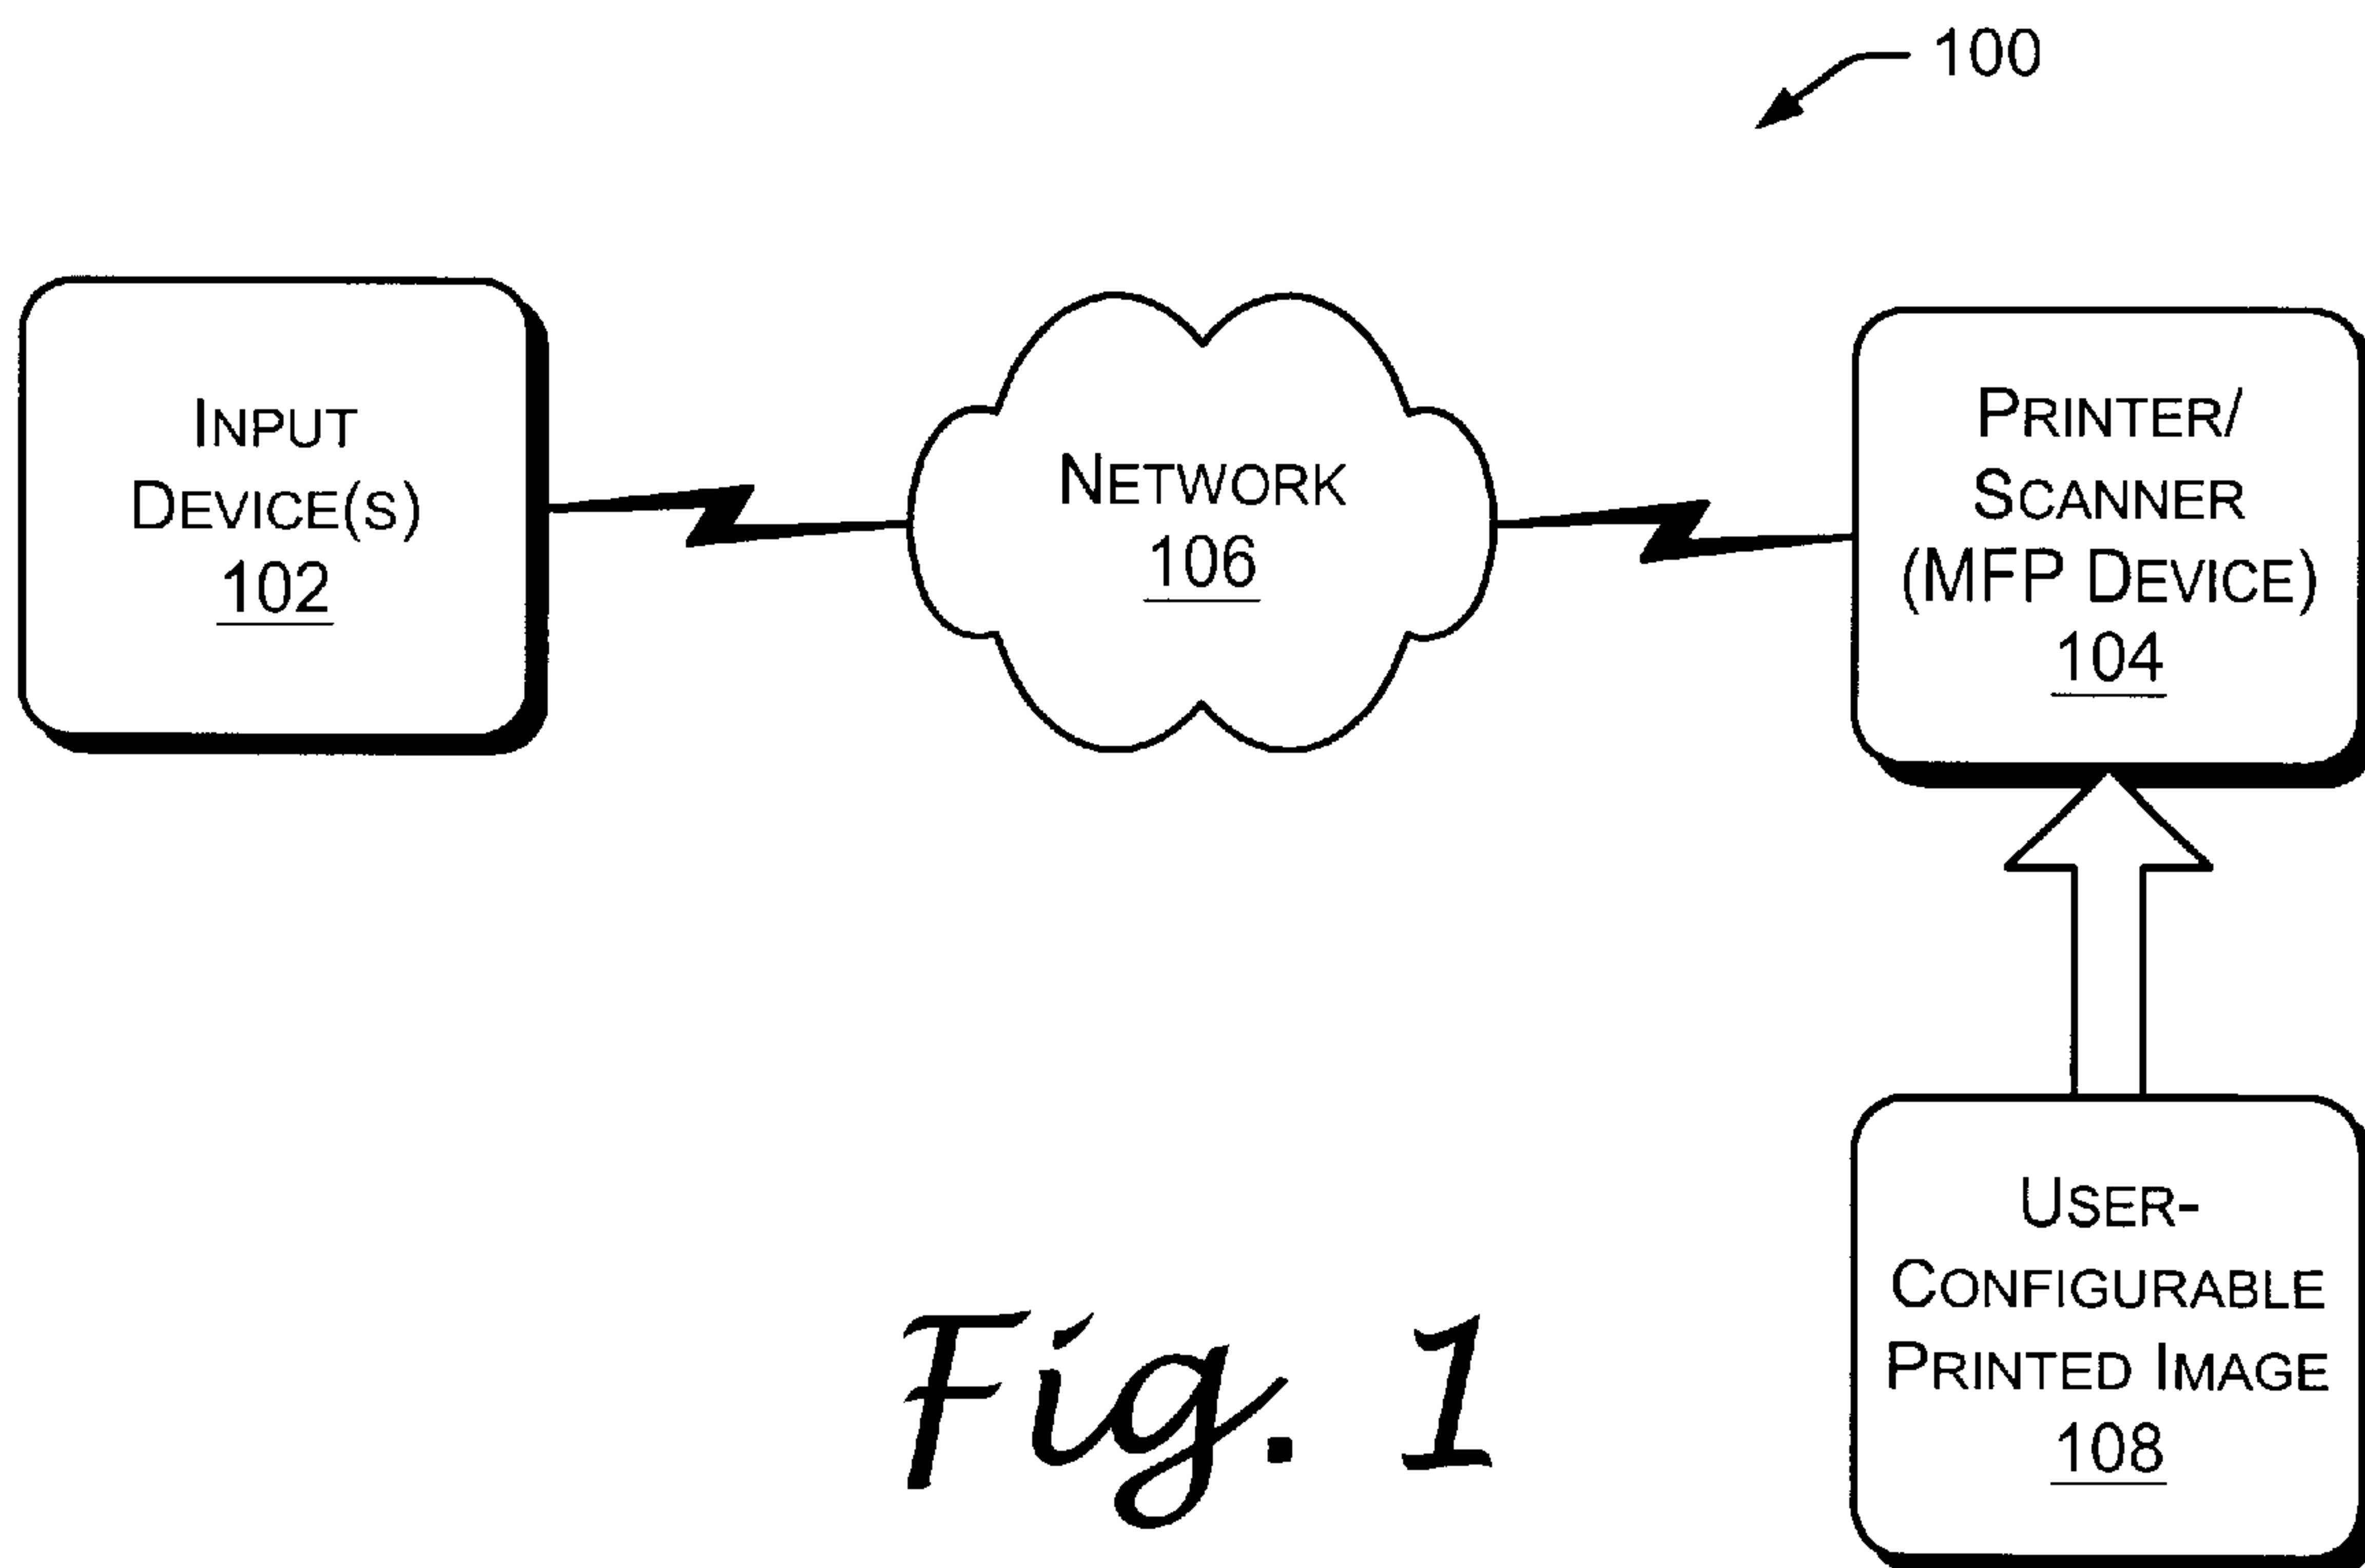 100
INPUT
DEVICE(S)
102
NETWORK
106
PRINTER/
SCANNER
(MFP DEVICE)
104
USER-
CONFIGURABLE
PRINTED IMAGE
108
Fig. 1